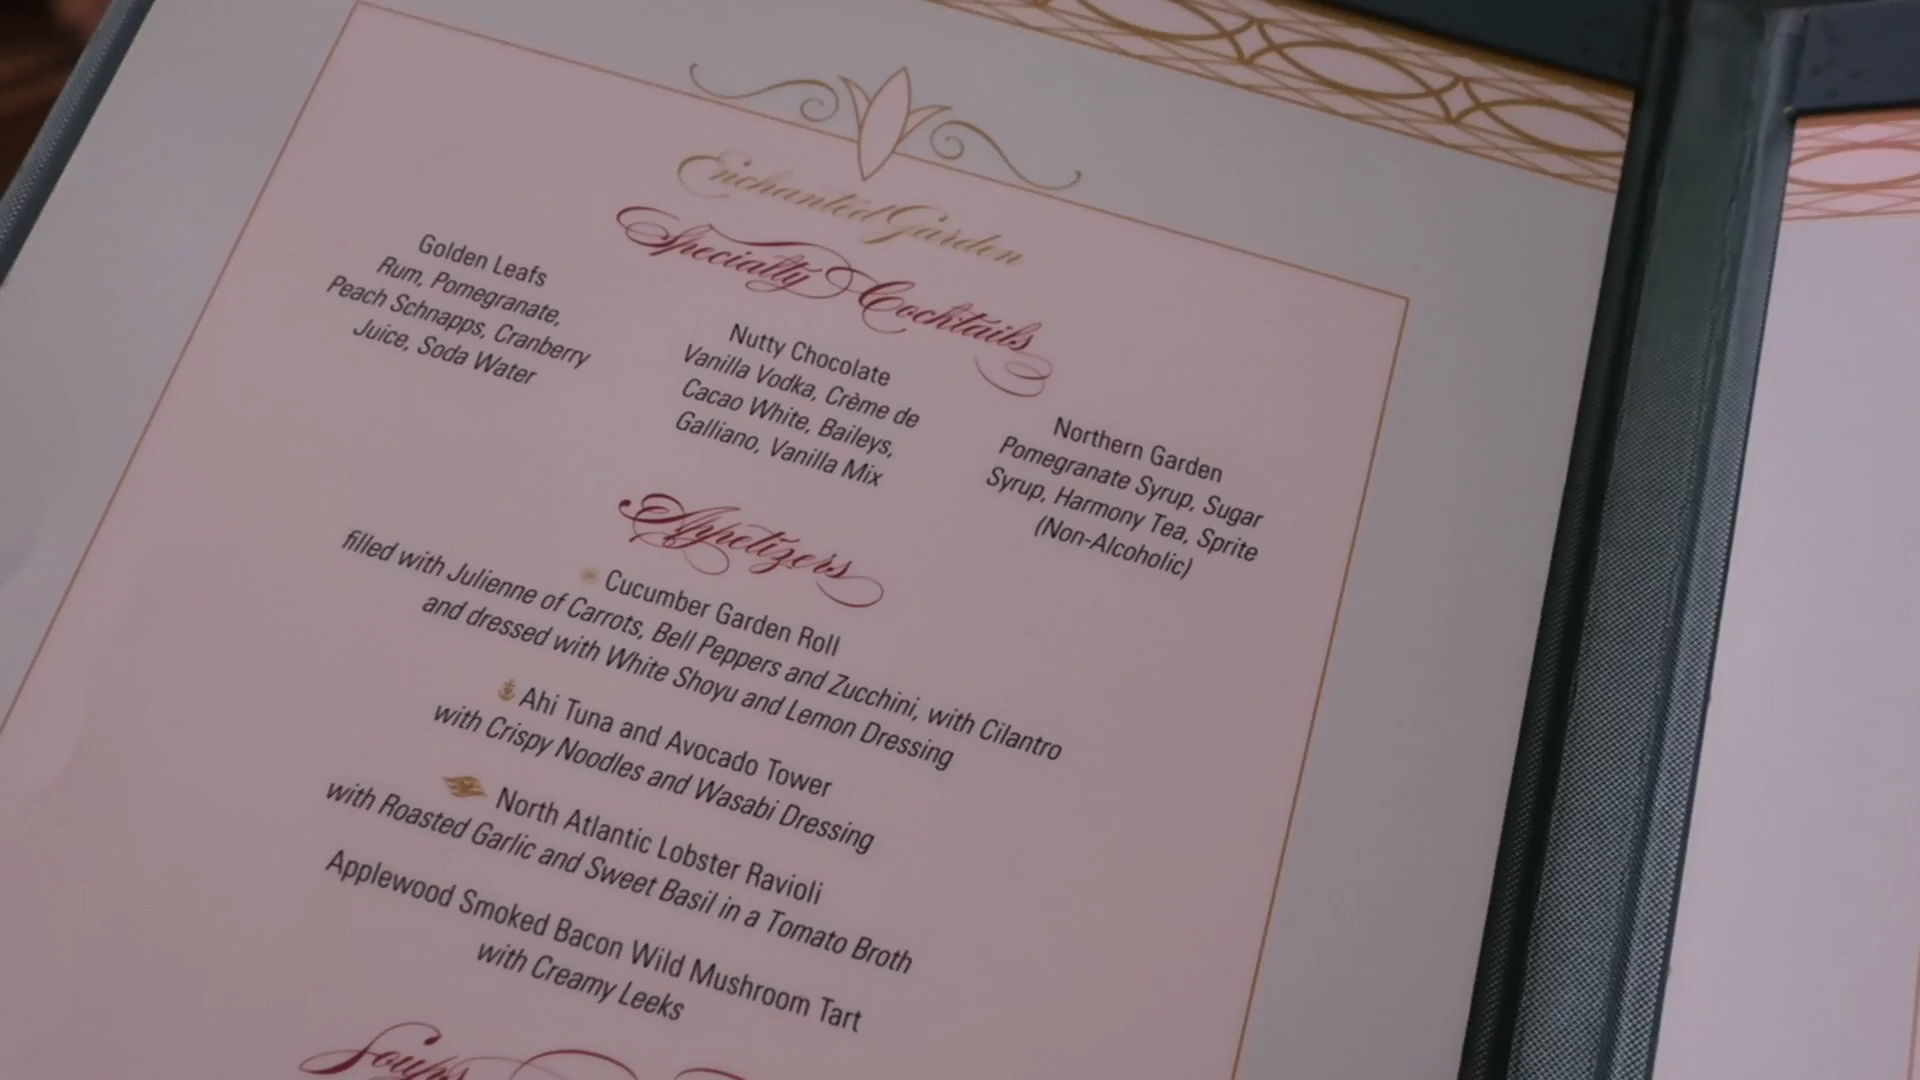 Enchanted Garden
Specialty Cocktails
Golden Leafs
Rum, Pomegranate,
Peach Schnapps, Cranberry
Juice, Soda Water
Nutty Chocolate
Vanilla Vodka, Crème de
Cacao White, Baileys,
Galliano, Vanilla Mix
Northern Garden
Pomegranate Syrup, Sugar
Syrup, Harmony Tea, Sprite
(Non-Alcoholic)
Appetizers
Cucumber Garden Roll
filled with Julienne of Carrots, Bell Peppers and Zucchini, with Cilantro
and dressed with White Shoyu and Lemon Dressing
Ahi Tuna and Avocado Tower
with Crispy Noodles and Wasabi Dressing
North Atlantic Lobster Ravioli
with Roasted Garlic and Sweet Basil in a Tomato Broth
Applewood Smoked Bacon Wild Mushroom Tart
with Creamy Leeks
Soups